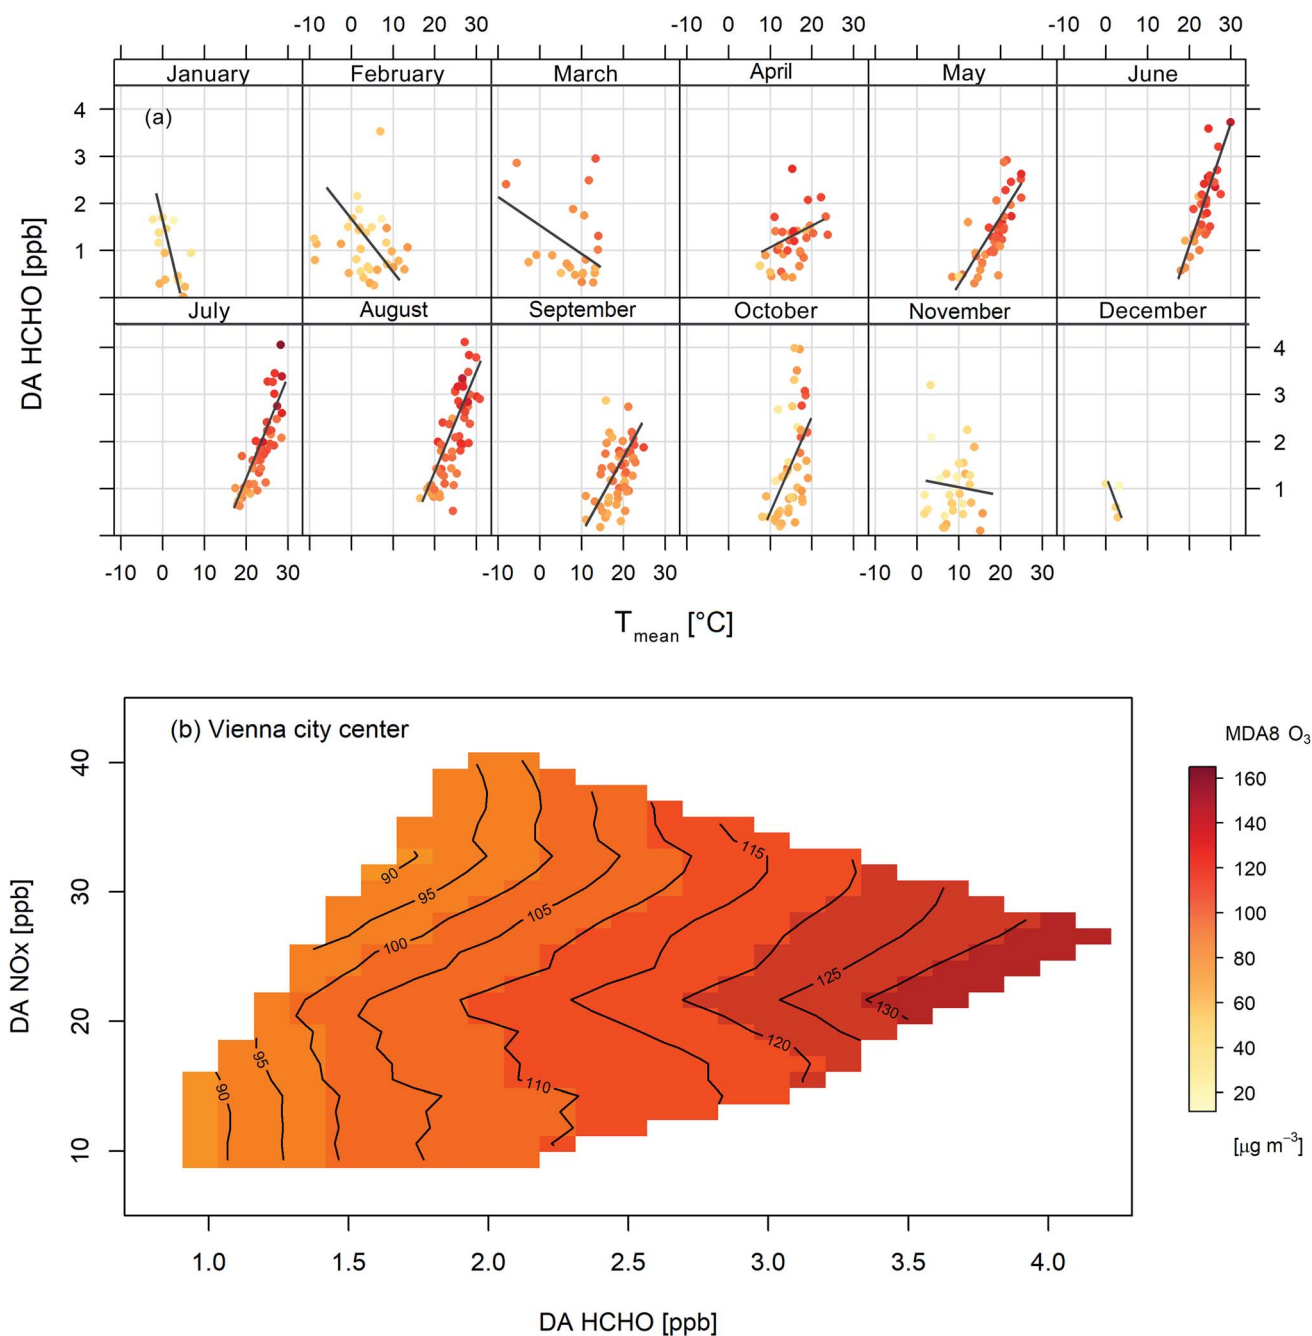 -10 0 10 20 30 -10 0 10 20 30 -10 0 10 20 30
January February March April May June
(a)
4
3
2
1
DA HCHO [ppb]
July August September October November December
4
3
2
1
-10 0 10 20 30 -10 0 10 20 30 -10 0 10 20 30
Tmean [°C]
(b) Vienna city center
MDA8 O3
40
30
20
10
DA NOx [ppb]
90
95
100
105
115
125
130
120
110
95
90
160
140
120
100
80
60
40
20
[μg m−3]
1.0 1.5 2.0 2.5 3.0 3.5 4.0
DA HCHO [ppb]